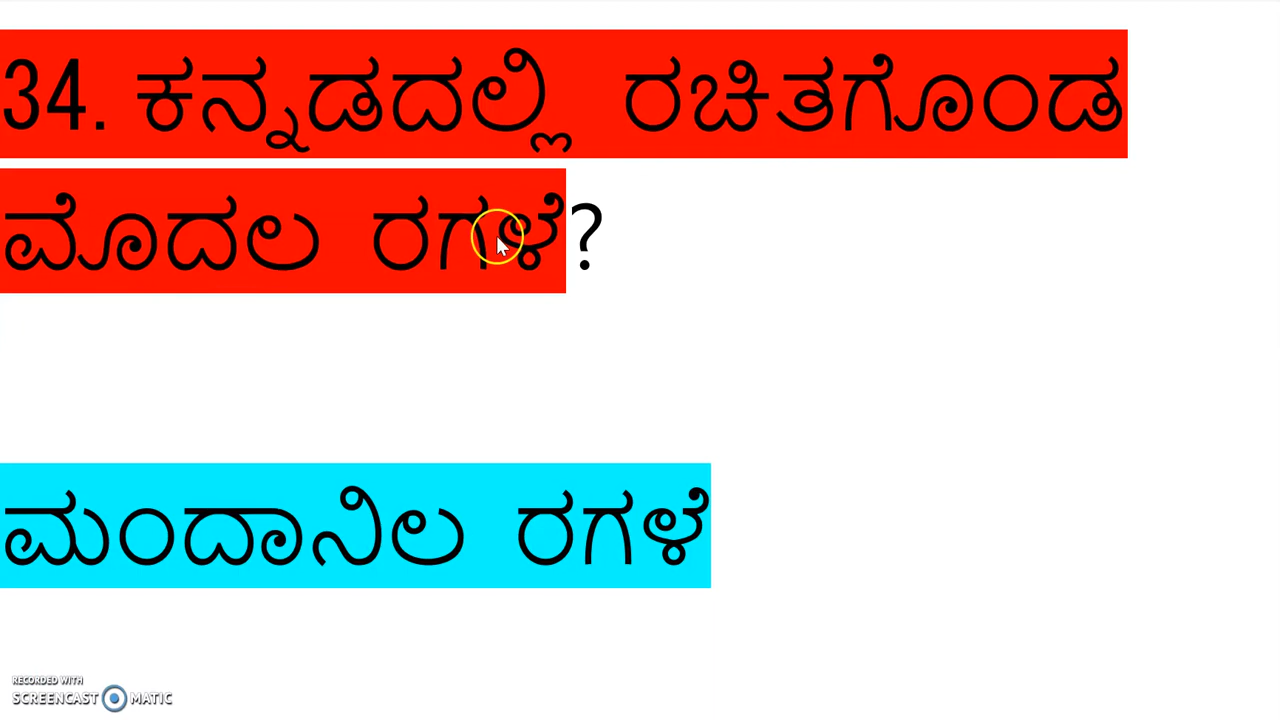 34. ಕನ್ನಡದಲ್ಲಿ ರಚಿತಗೊಂಡ
ಮೊದಲ ರಗಳೆ?
ಮಂದಾನಿಲ ರಗಳೆ
RECORDED WITH
SCREENCAST MATIC